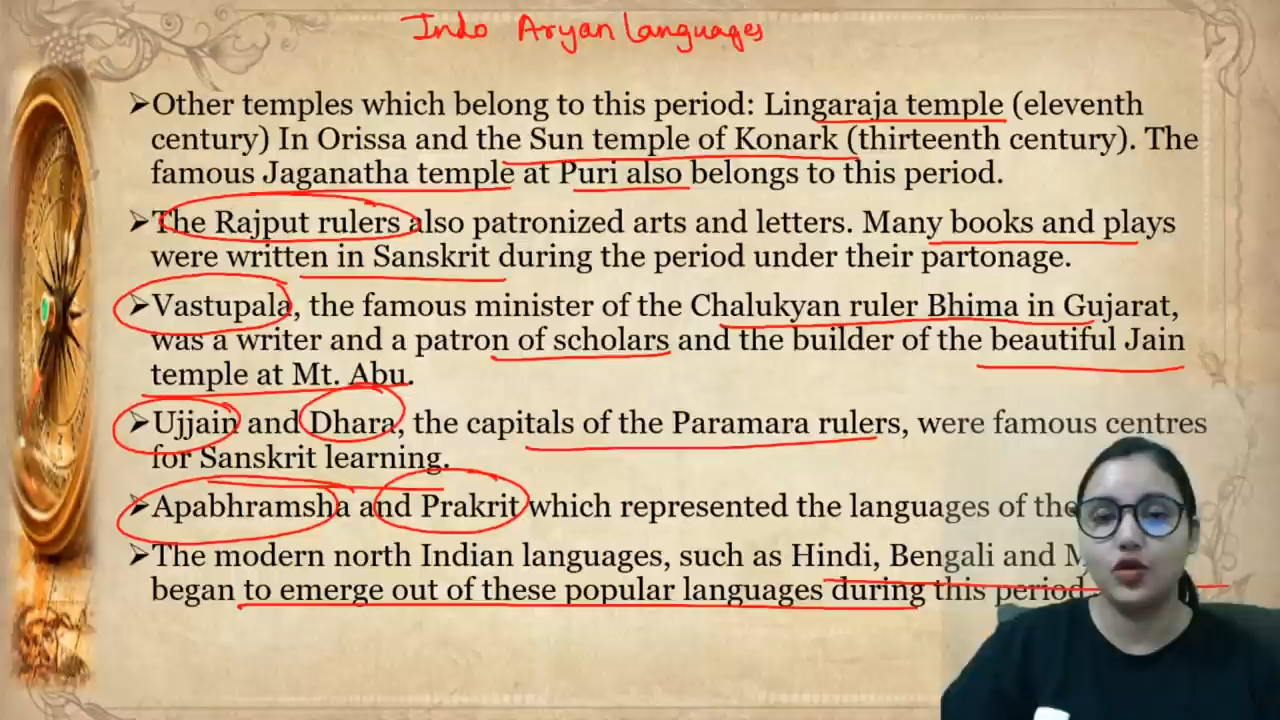 Indo Aryan languages
➢Other temples which belong to this period: Lingaraja temple (eleventh
century) In Orissa and the Sun temple of Konark (thirteenth century). The
famous Jaganatha temple at Puri also belongs to this period.
➢The Rajput rulers also patronized arts and letters. Many books and plays
were written in Sanskrit during the period under their partonage.
➢Vastupala, the famous minister of the Chalukyan ruler Bhima in Gujarat,
was a writer and a patron of scholars and the builder of the beautiful Jain
temple at Mt. Abu.
➢Ujjain and Dhara, the capitals of the Paramara rulers, were famous centres
for Sanskrit learning.
➢Apabhramsha and Prakrit which represented the languages of the
➢The modern north Indian languages, such as Hindi, Bengali and
began to emerge out of these popular languages during this period.